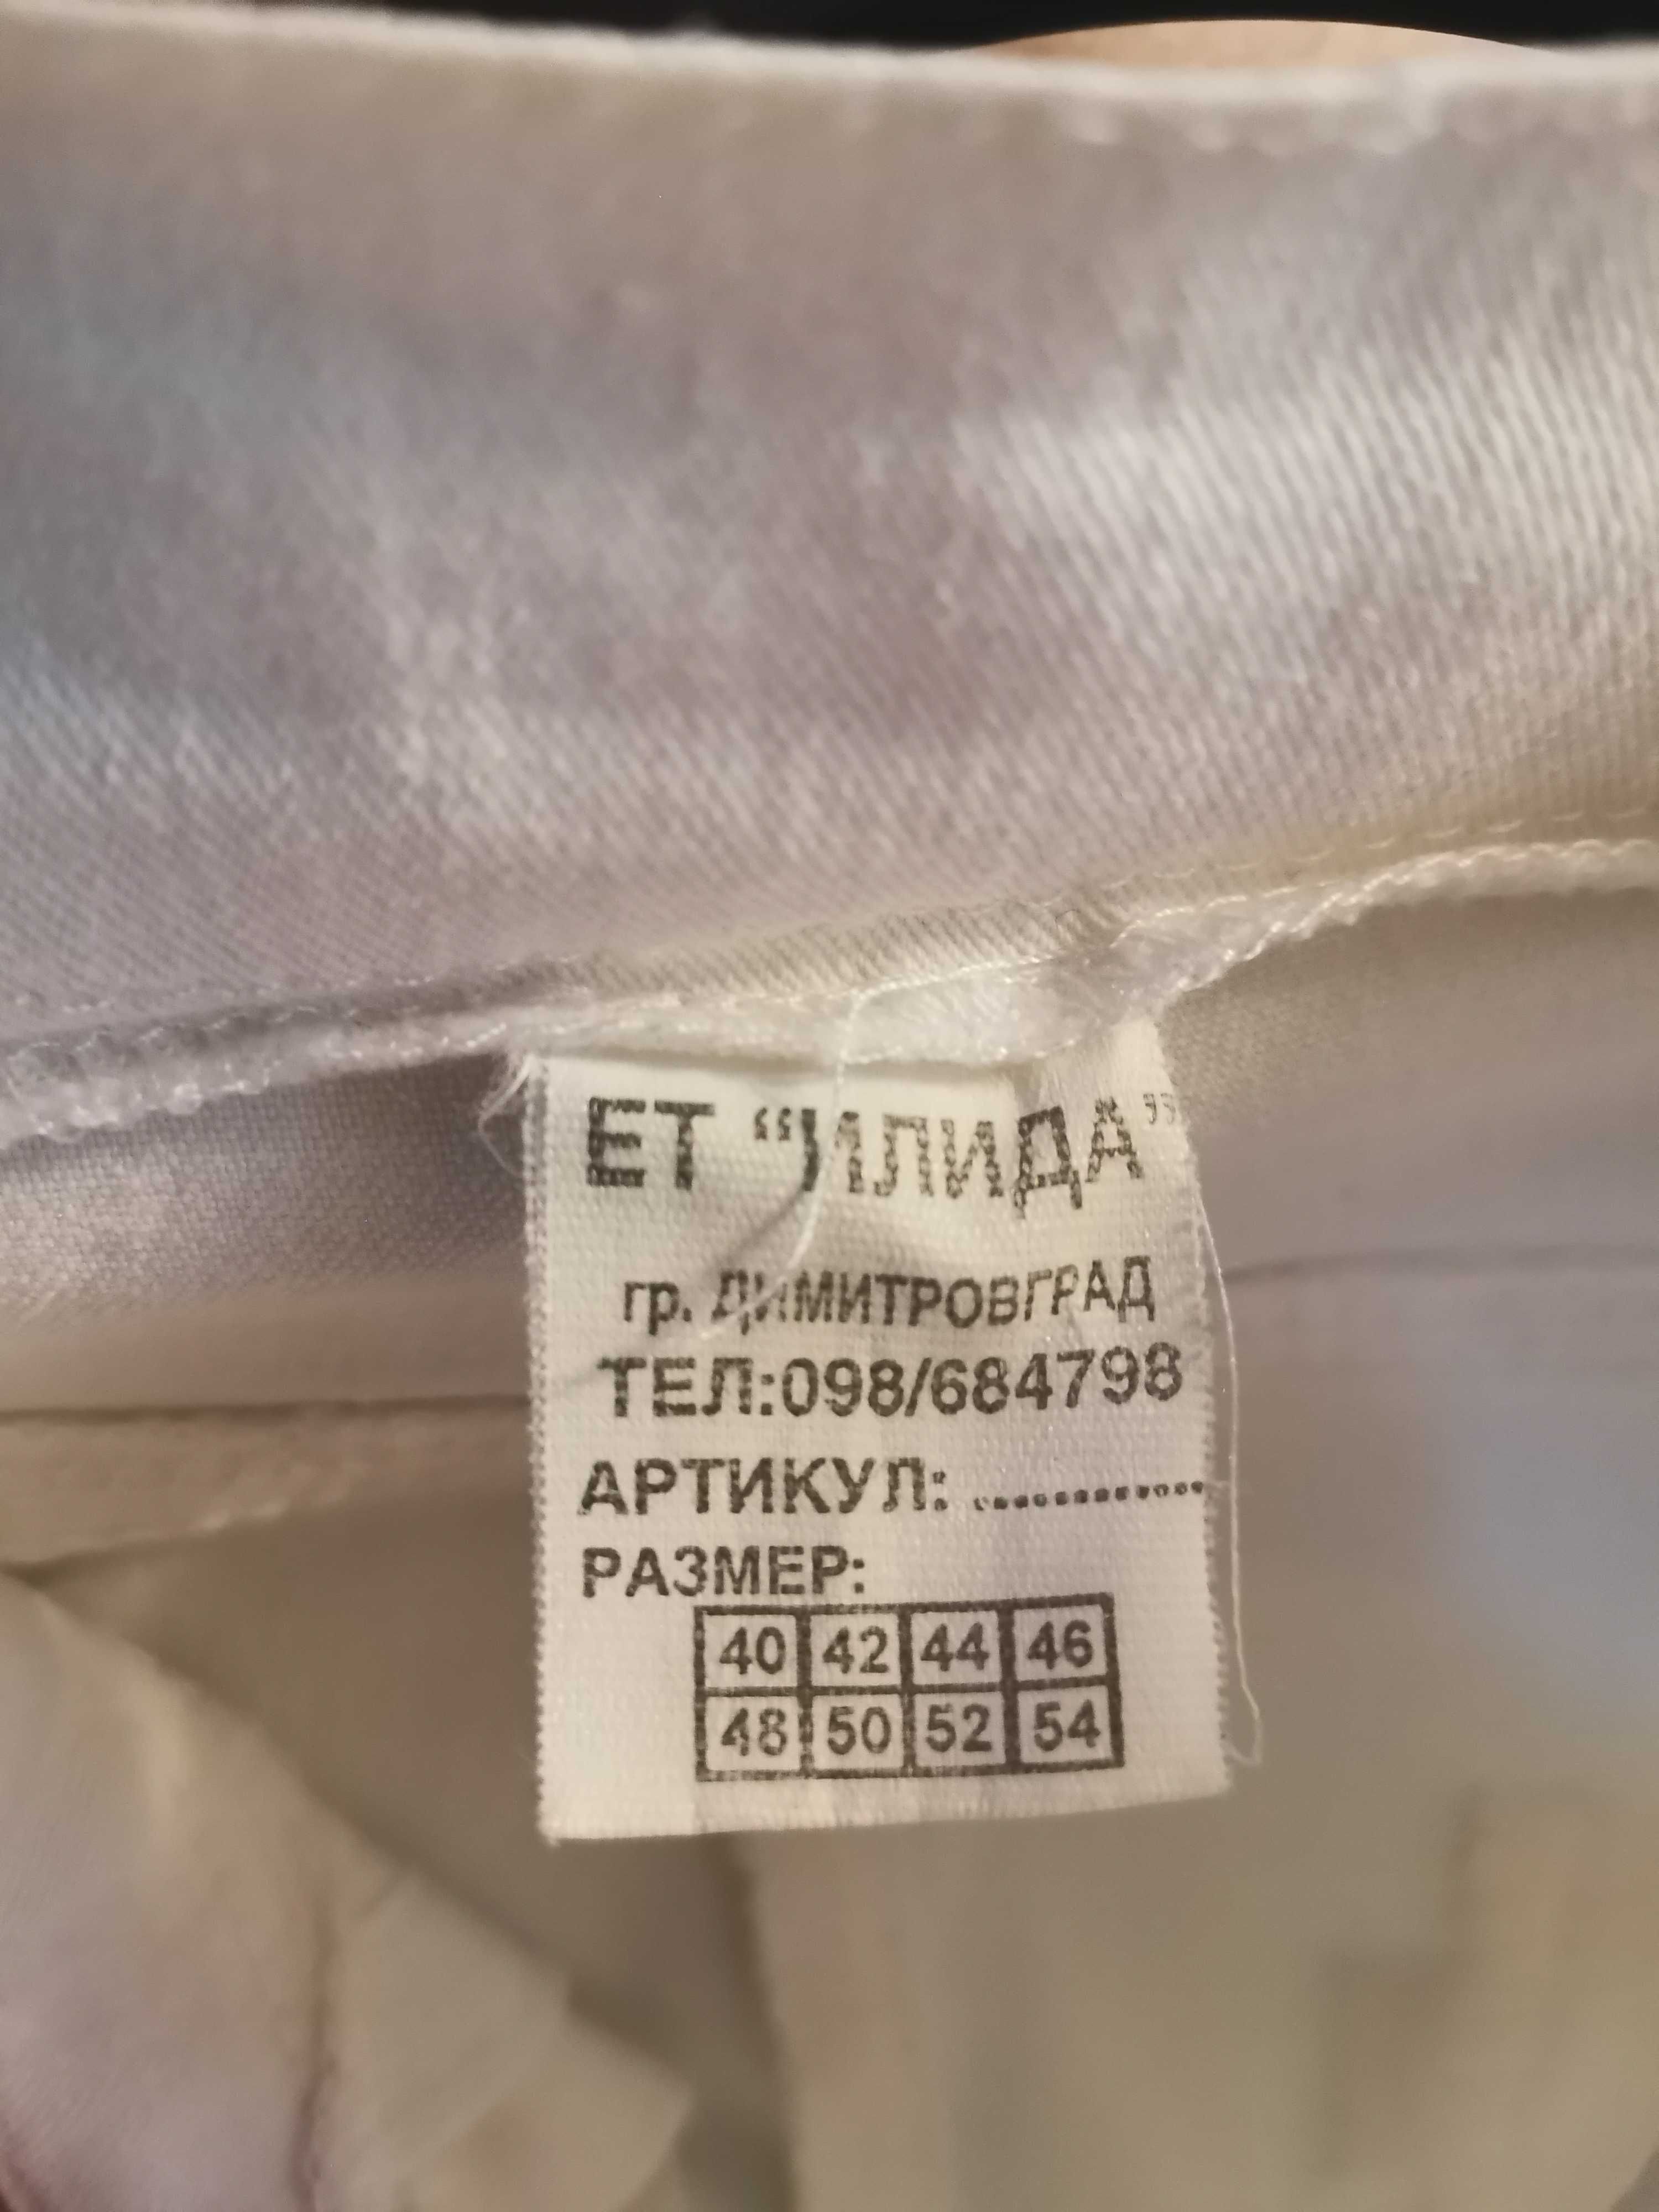 ЕТ “ИЛИДА”
гр. ДИМИТРОВГРАД
ТЕЛ:098/684798
АРТИКУЛ: .............
РАЗМЕР:
40 42 44 46
48 50 52 54